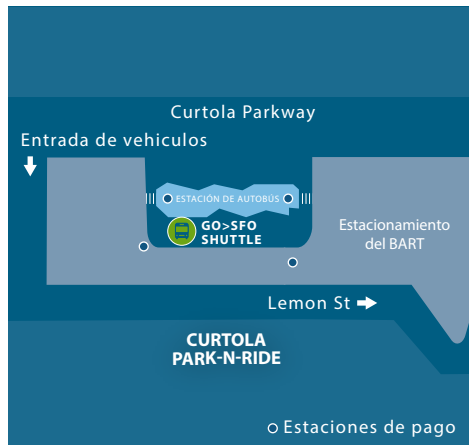 Curtola Parkway
Entrada de vehiculos
ESTACIÓN DE AUTOBÚS
GO>SFO
SHUTTLE
Estacionamiento
del BART
Lemon St
CURTOLA
PARK-N-RIDE
Estaciones de pago